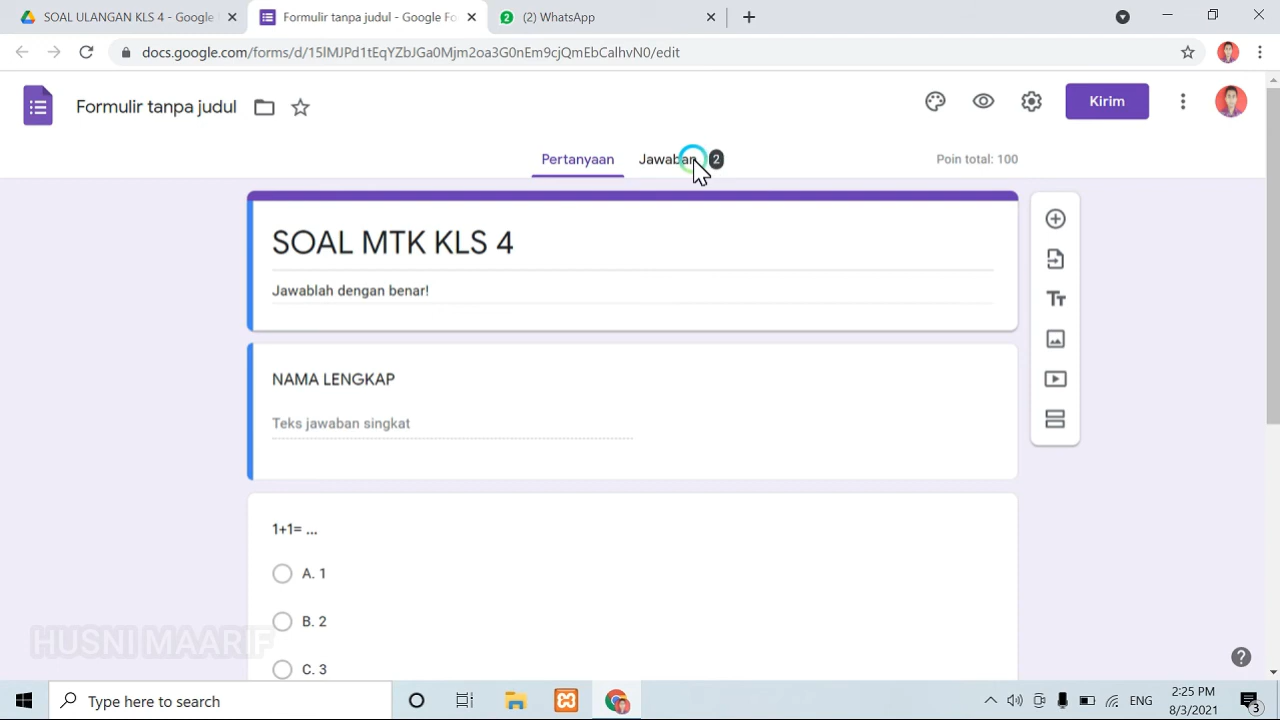 SOAL ULANGAN KLS 4 - Google
Formulir tanpa judul - Google Fo
(2) WhatsApp
docs.google.com/forms/d/15lMJPd1tEqYZbJGa0Mjm2oa3G0nEm9cjQmEbCalhvN0/edit
Formulir tanpa judul
Kirim
Pertanyaan
Jawaban 2
Poin total: 100
SOAL MTK KLS 4
Jawablah dengan benar!
NAMA LENGKAP
Teks jawaban singkat
1+1= ...
A. 1
B. 2
C. 3
HUSNI MAARIF
Type here to search
ENG
2:25 PM
8/3/2021
3